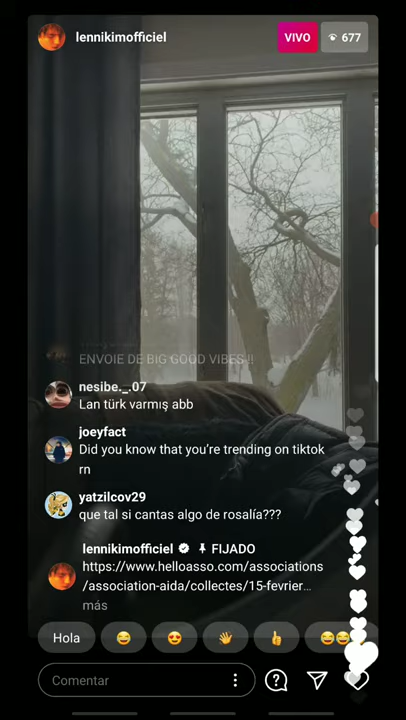 lennikimofficiel
VIVO
677
ENVOIE DE BIG GOOD VIBES !!
nesibe._.07
Lan türk varmış abb
joeyfact
Did you know that you're trending on tiktok
rn
yatzilcov29
que tal si cantas algo de rosalía???
lennikimofficiel FIJADO
https://www.helloasso.com/associations
/association-aida/collectes/15-fevrier…
más
Hola
Comentar